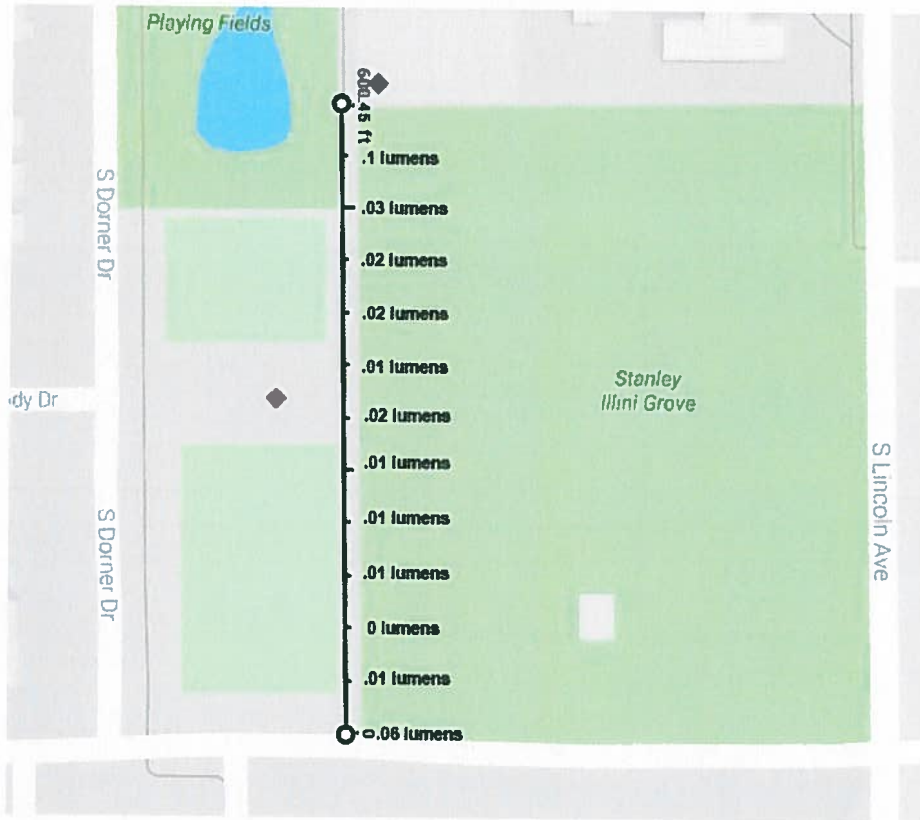 Playing Fields
.45 ft
.1 lumens
S Dorner Dr
.03 lumens
.02 lumens
.02 lumens
.01 lumens
Stanley
Illini Grove
dy Dr
.02 lumens
.01 lumens
S Lincoln Ave
.01 lumens
S Dorner Dr
.01 lumens
0 lumens
.01 lumens
0.06 lumens